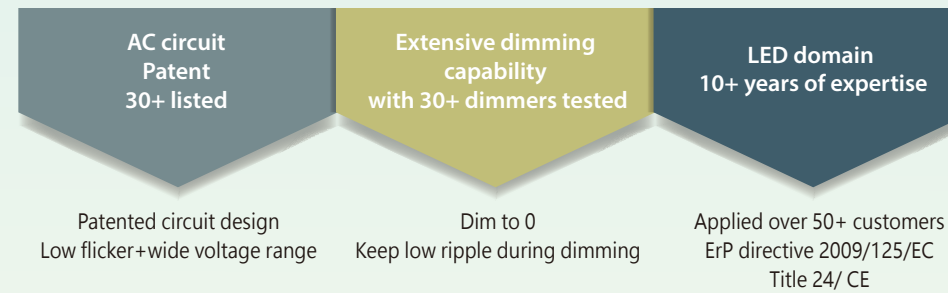 AC circuit
Patent
30+ listed
Extensive dimming
capability
with 30+ dimmers tested
LED domain
10+ years of expertise
Patented circuit design
Low flicker+wide voltage range
Dim to 0
Keep low ripple during dimming
Applied over 50+ customers
ErP directive 2009/125/EC
Title 24/ CE